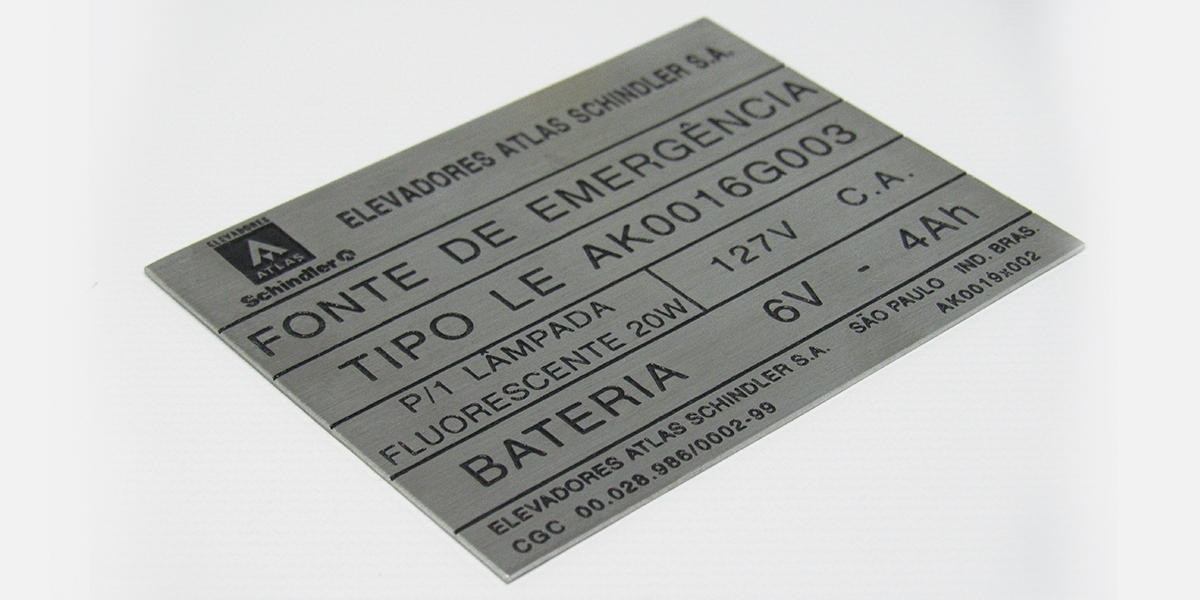 ELEVADORES
ATLAS
Schindler
ELEVADORES ATLAS SCHINDLER S.A.
FONTE DE EMERGÊNCIA
TIPO LE AK0016G003
P/1 LÂMPADA
FLUORESCENTE 20W
127V C.A.
BATERIA 6V - 4Ah
ELEVADORES ATLAS SCHINDLER S.A. SÃO PAULO IND. BRAS.
CGC 00.028.986/0002-99 AK0019x002